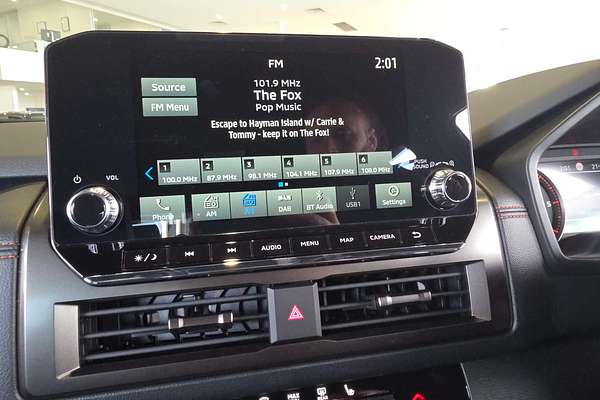 FM
2:01
101.9 MHz
Source
The Fox
FM Menu
Pop Music
Escape to Hayman Island w/ Carrie &
Tommy - keep it on The Fox!
1 2 3 4 5 6
100.0 MHz 87.9 MHz 98.1 MHz 104.1 MHz 107.9 MHz 108.0 MHz
VOL
PUSH
SOUND
Phone AM DAB BT Audio USB1 Settings
AUDIO MENU MAP CAMERA
MAX